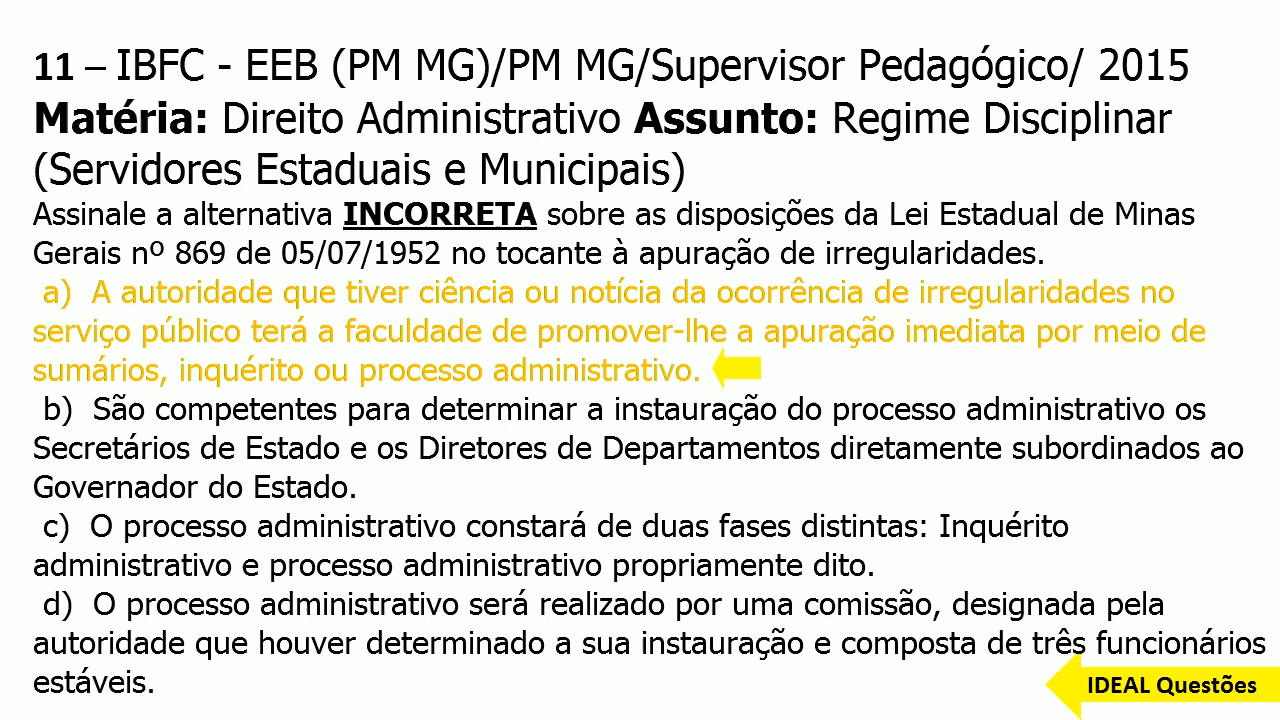 11 – IBFC - EEB (PM MG)/PM MG/Supervisor Pedagógico/ 2015
Matéria: Direito Administrativo Assunto: Regime Disciplinar
(Servidores Estaduais e Municipais)
Assinale a alternativa INCORRETA sobre as disposições da Lei Estadual de Minas
Gerais nº 869 de 05/07/1952 no tocante à apuração de irregularidades.
a) A autoridade que tiver ciência ou notícia da ocorrência de irregularidades no
serviço público terá a faculdade de promover-lhe a apuração imediata por meio de
sumários, inquérito ou processo administrativo.
b) São competentes para determinar a instauração do processo administrativo os
Secretários de Estado e os Diretores de Departamentos diretamente subordinados ao
Governador do Estado.
c) O processo administrativo constará de duas fases distintas: Inquérito
administrativo e processo administrativo propriamente dito.
d) O processo administrativo será realizado por uma comissão, designada pela
autoridade que houver determinado a sua instauração e composta de três funcionários
estáveis.
IDEAL Questões